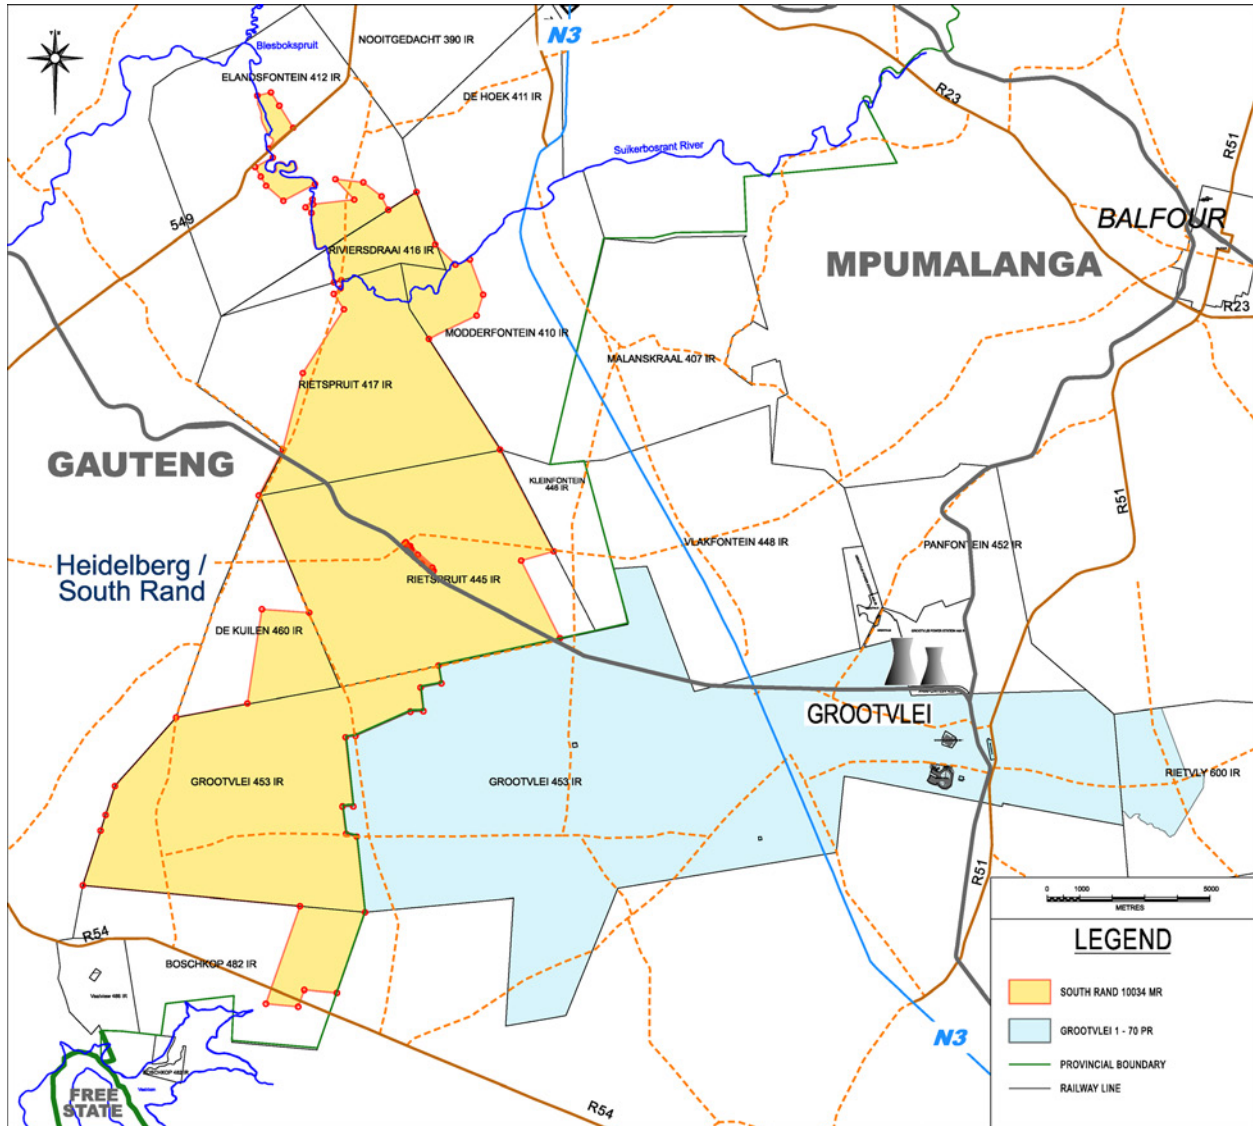 N3
NOOITGEDACHT 390 IR
Blesbokspruit
ELANDSFONTEIN 412 IR
DE HOEK 411 IR
R23
R51
Suikerbosrant River
549
BALFOUR
RIVIERSDRAAI 416 IR
MPUMALANGA
R23
MODDERFONTEIN 410 IR
MALANSKRAAL 407 IR
RIETSPRUIT 417 IR
GAUTENG
KLEINFONTEIN
446 IR
R51
VLAKFONTEIN 448 IR
PANFONTEIN 452 IR
Heidelberg /
South Rand
RIETSPRUIT 445 IR
DE KUILEN 460 IR
GROOTVLEI
GROOTVLEI 453 IR
GROOTVLEI 453 IR
RIETVLY 600 IR
R51
0 1000 5000
METRES
R54
LEGEND
BOSCHKOP 482 IR
SOUTH RAND 10034 MR
GROOTVLEI 1 - 70 PR
N3
PROVINCIAL BOUNDARY
RAILWAY LINE
FREE
STATE
R54